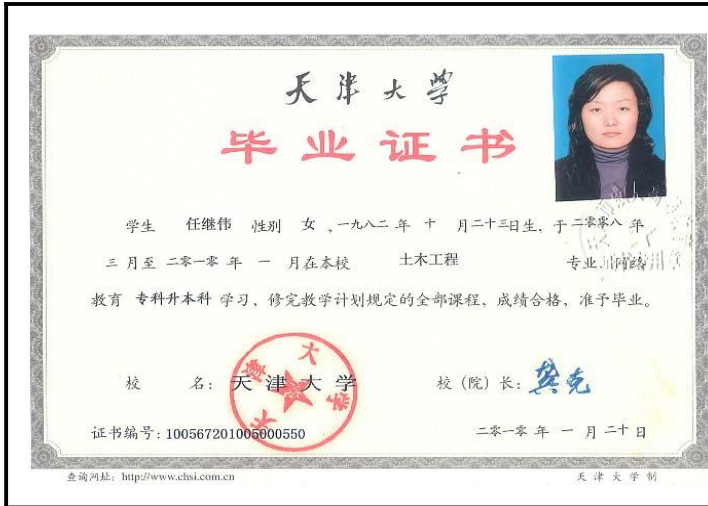 天津大学
毕业证书
学生 任继伟 性别 女 ，一九八二 年 十 月二十三日生，于二零零八 年
三 月至 二零一零 年 一 月在本校 土木工程 专业 网络
教育 专科升本科 学习，修完教学计划规定的全部课程，成绩合格，准予毕业。
天津大学
校 名：天 津 大 学 校（院）长：龚克
证书编号：100567201005000550 二零一零 年 一 月 二十 日
查询网址：http://www.chsi.com.cn 天津大学制